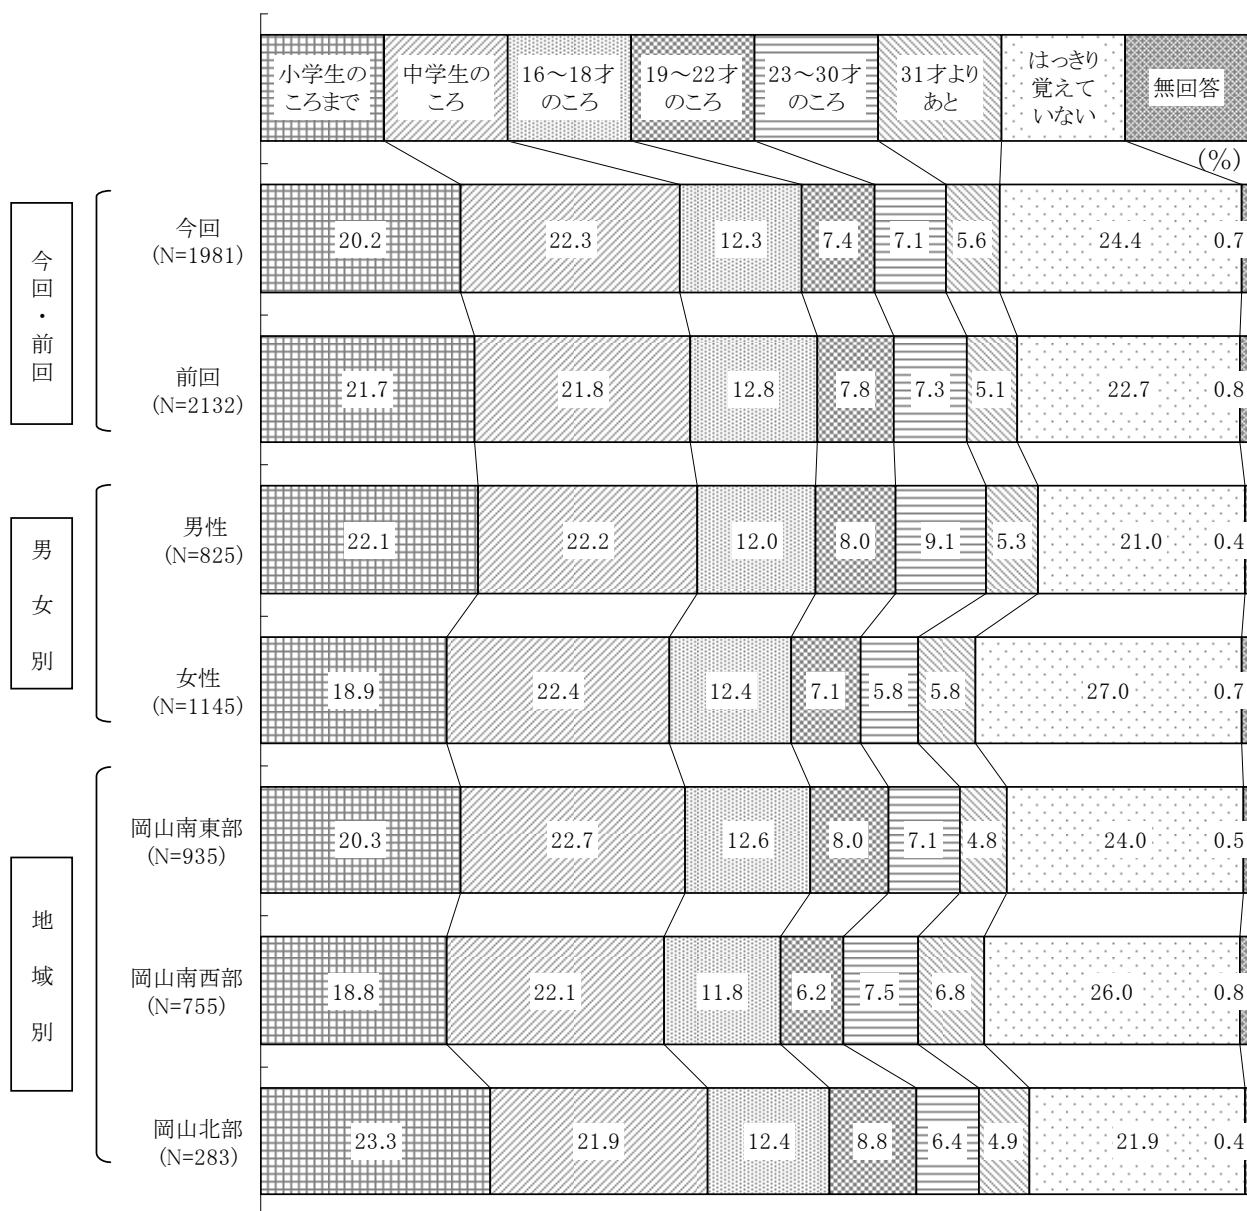 小学生の
ころまで
中学生の
ころ
16～18才
のころ
19～22才
のころ
23～30才
のころ
31才より
あと
はっきり
覚えて
いない
無回答
(%)
今回・前回
今回
(N=1981)
20.2 22.3 12.3 7.4 7.1 5.6 24.4 0.7
前回
(N=2132)
21.7 21.8 12.8 7.8 7.3 5.1 22.7 0.8
男女別
男性
(N=825)
22.1 22.2 12.0 8.0 9.1 5.3 21.0 0.4
女性
(N=1145)
18.9 22.4 12.4 7.1 5.8 5.8 27.0 0.7
地域別
岡山南東部
(N=935)
20.3 22.7 12.6 8.0 7.1 4.8 24.0 0.5
岡山南西部
(N=755)
18.8 22.1 11.8 6.2 7.5 6.8 26.0 0.8
岡山北部
(N=283)
23.3 21.9 12.4 8.8 6.4 4.9 21.9 0.4